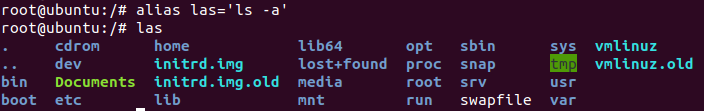 root@ubuntu:/# alias las='ls -a'
root@ubuntu:/# las
. cdrom home lib64 opt sbin sys vmlinuz
.. dev initrd.img lost+found proc snap tmp vmlinuz.old
bin Documents initrd.img.old media root srv usr
boot etc lib mnt run swapfile var